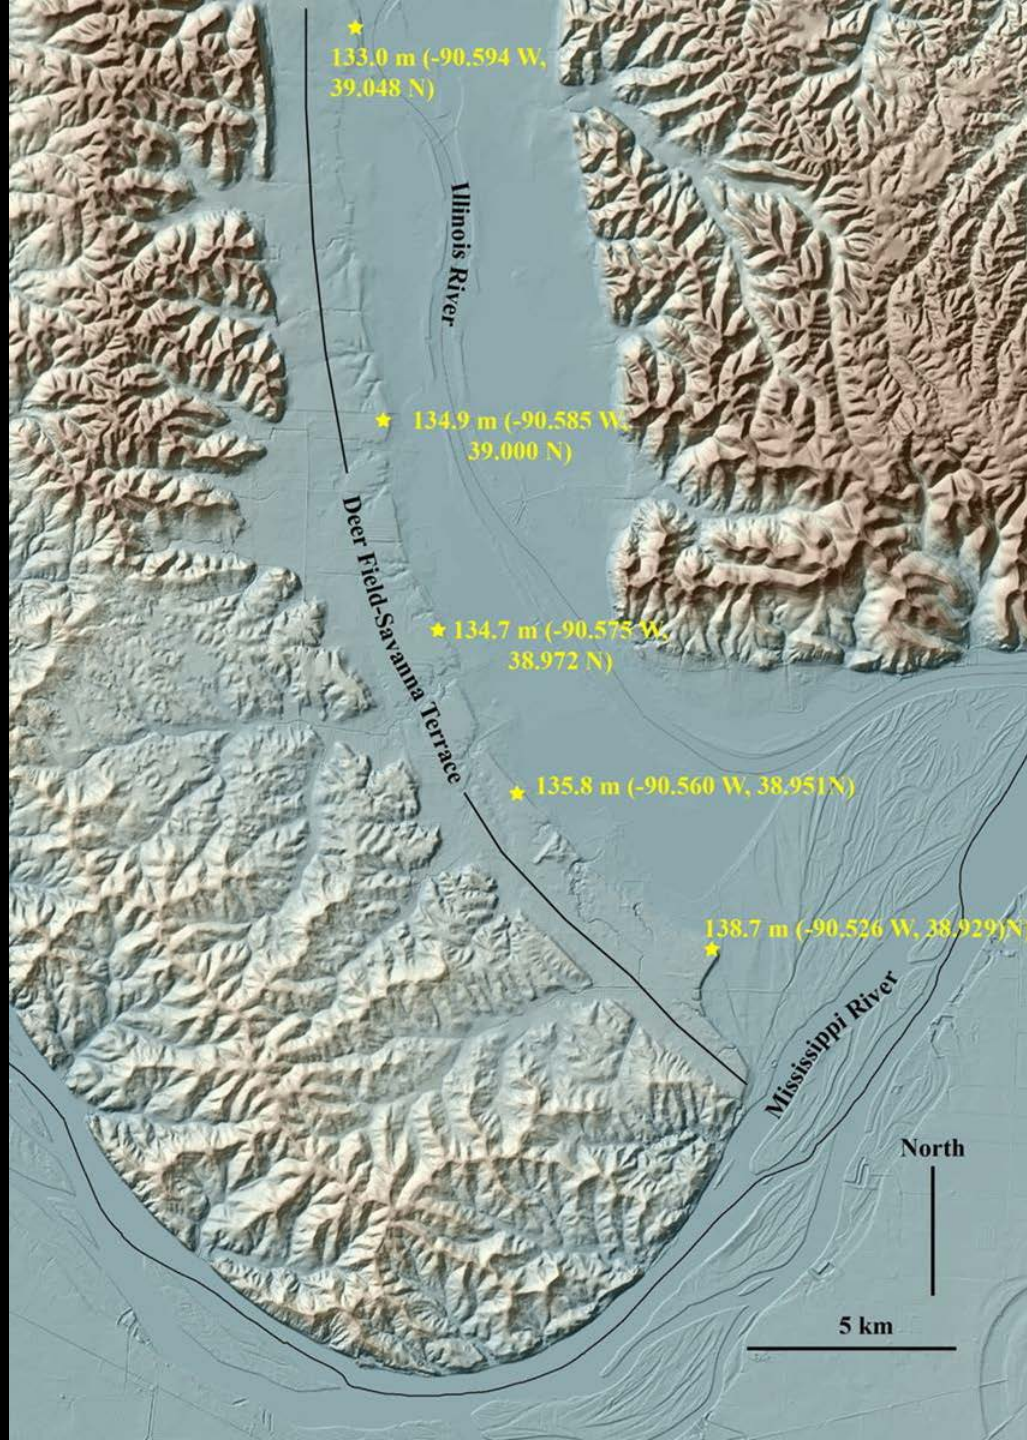 133.0 m (-90.594 W,
39.048 N)
Illinois River
134.9 m (-90.585 W,
39.000 N)
Deer Field-Savanna Terrace
134.7 m (-90.575 W,
38.972 N)
135.8 m (-90.560 W, 38.951N)
138.7 m (-90.526 W, 38.929)N
Mississippi River
North
5 km